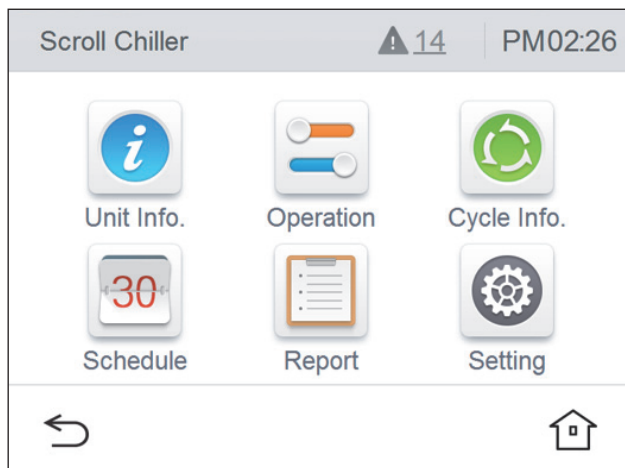 Scroll Chiller 14 PM02:26
Unit Info. Operation Cycle Info.
30
Schedule Report Setting